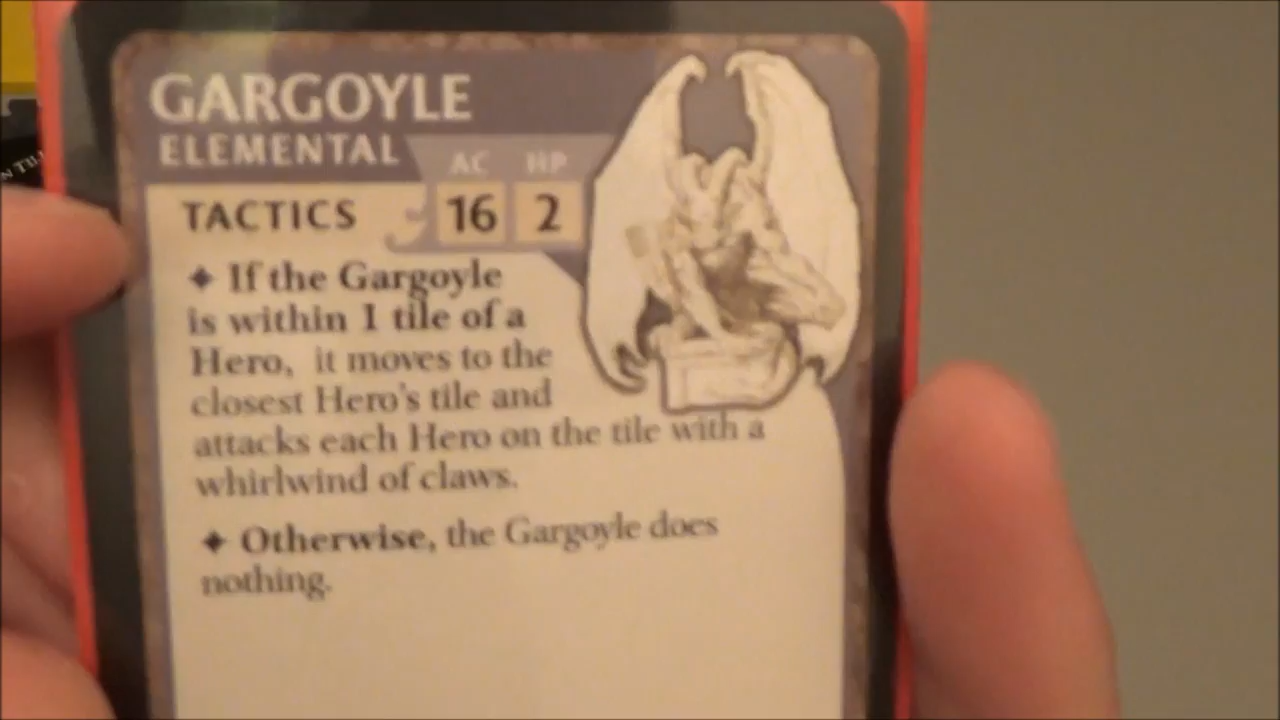 GARGOYLE
ELEMENTAL
AC HP
TACTICS 16 2
✦ If the Gargoyle
is within 1 tile of a
Hero, it moves to the
closest Hero's tile and
attacks each Hero on the tile with a
whirlwind of claws.
✦ Otherwise, the Gargoyle does
nothing.